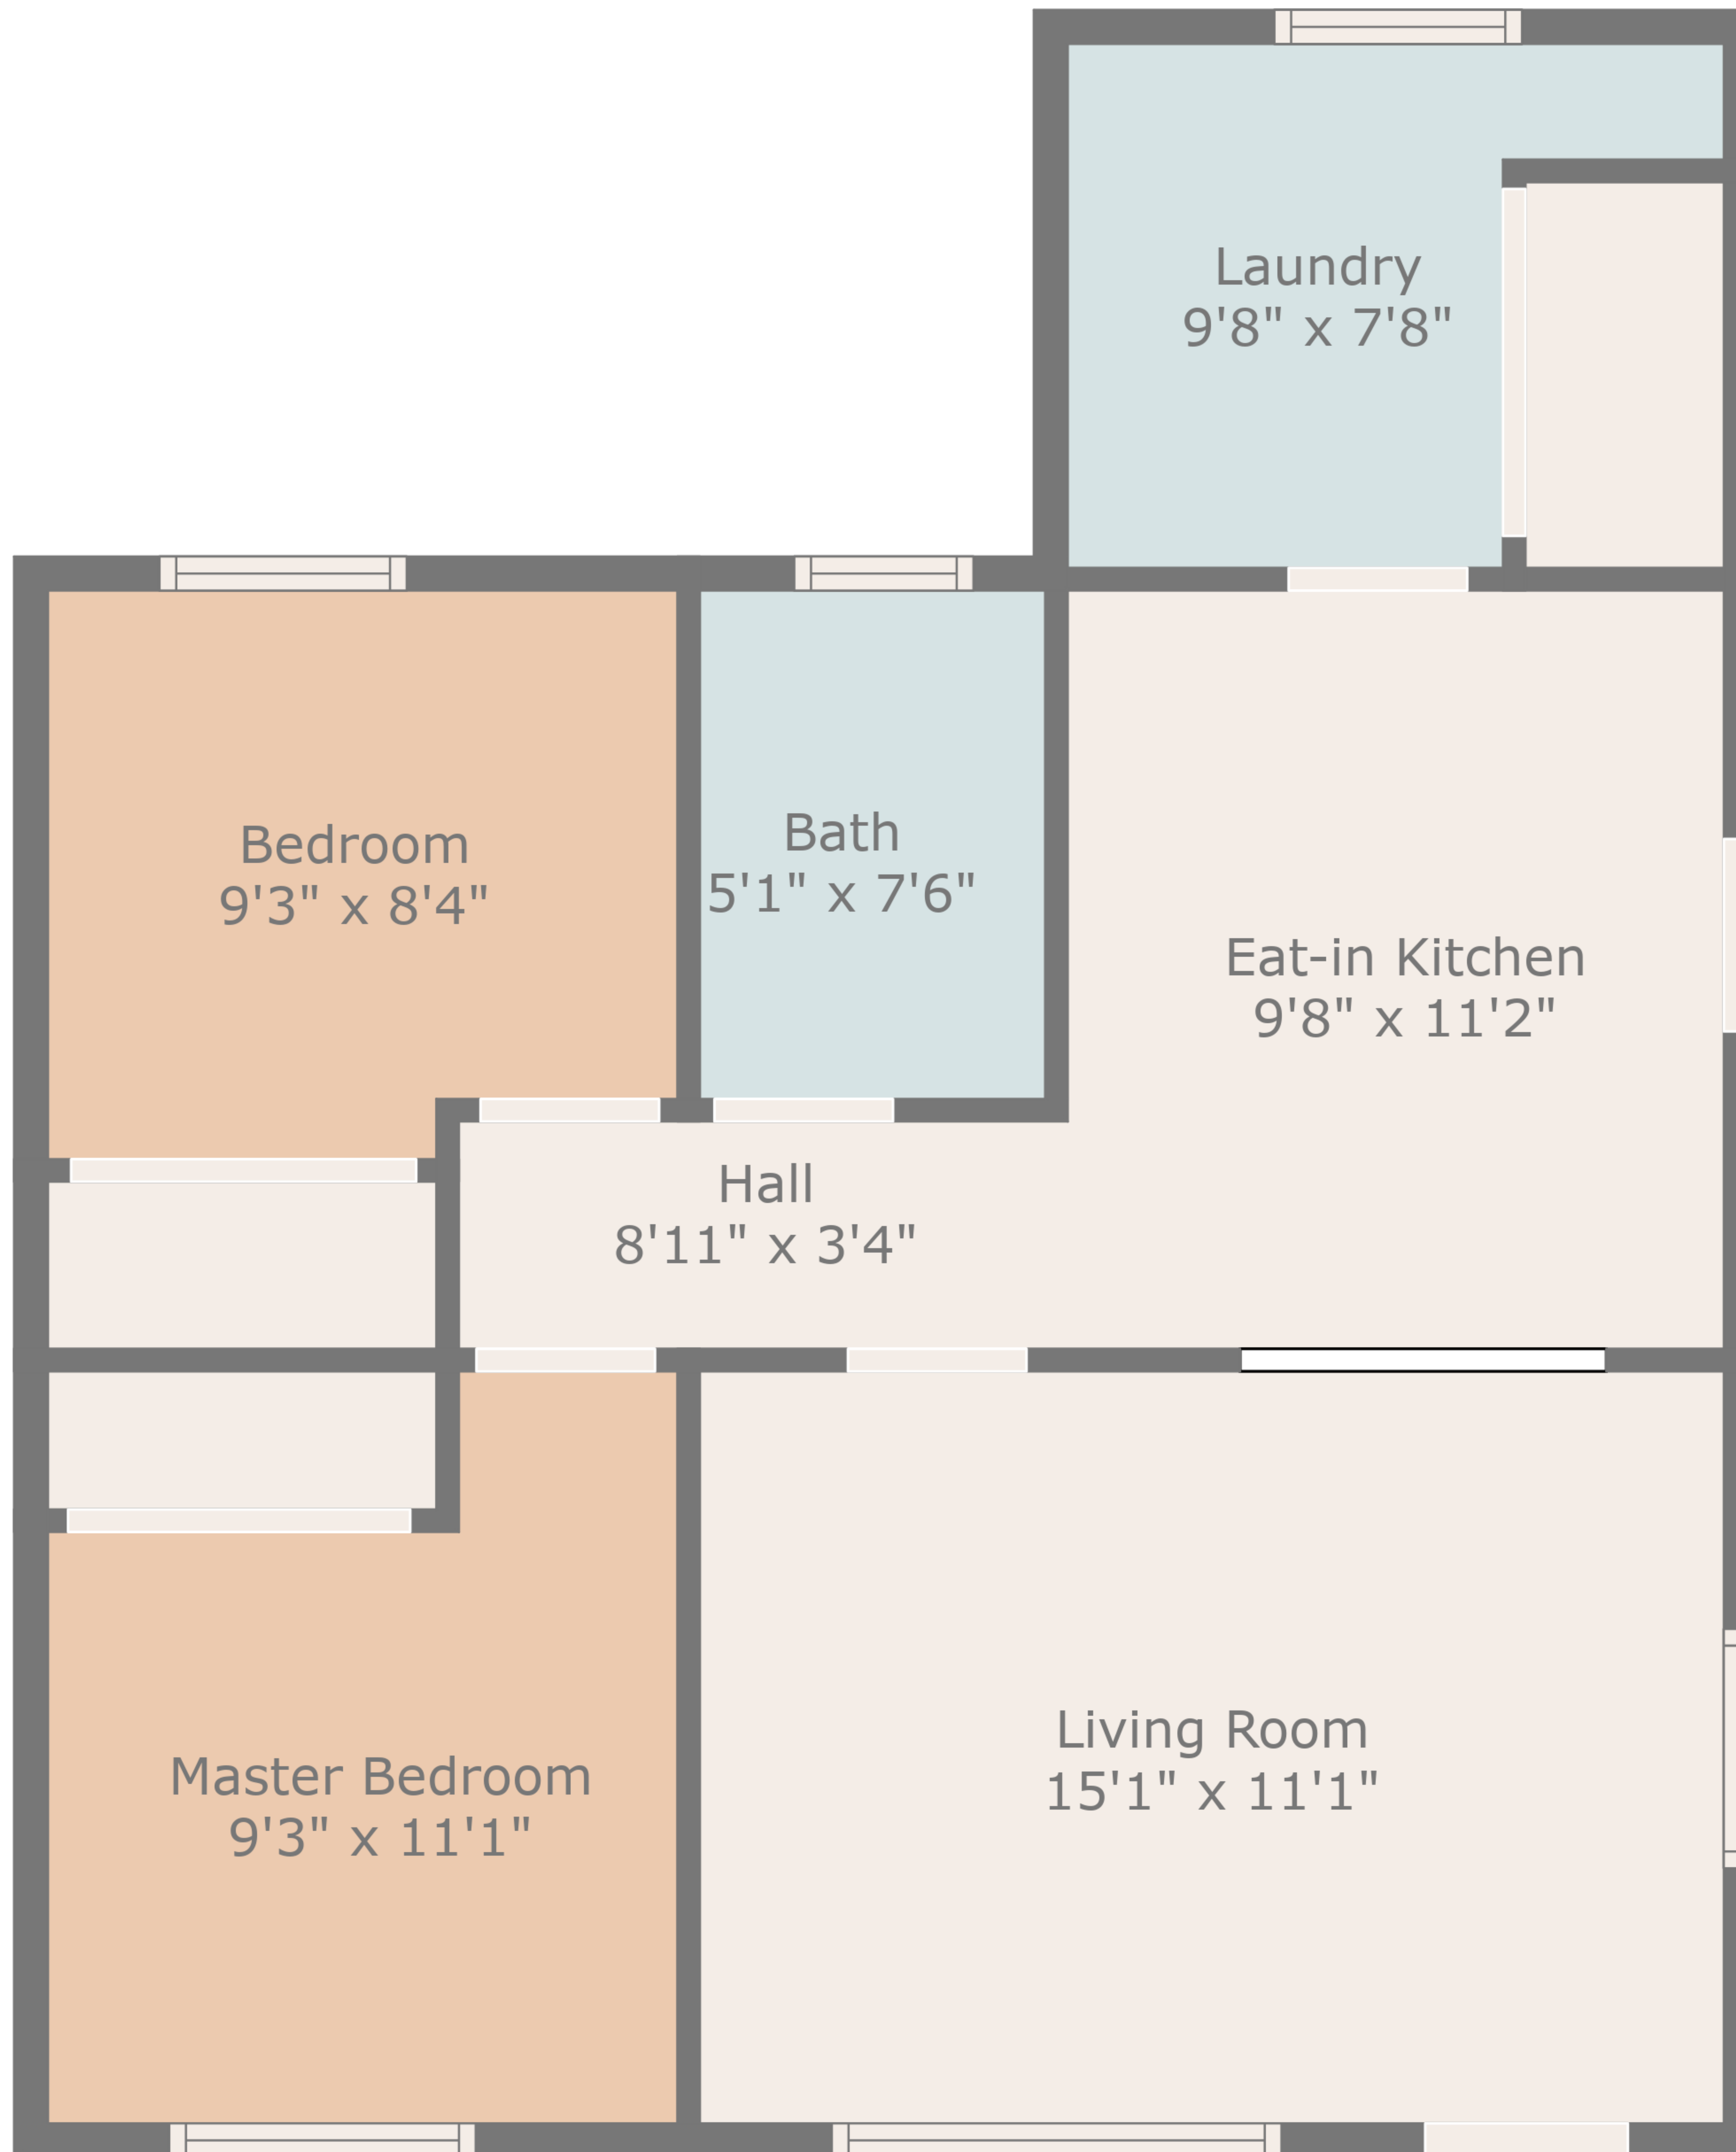 Laundry
9'8" x 7'8"
Bedroom
9'3" x 8'4"
Bath
5'1" x 7'6"
Eat-in Kitchen
9'8" x 11'2"
Hall
8'11" x 3'4"
Master Bedroom
9'3" x 11'1"
Living Room
15'1" x 11'1"